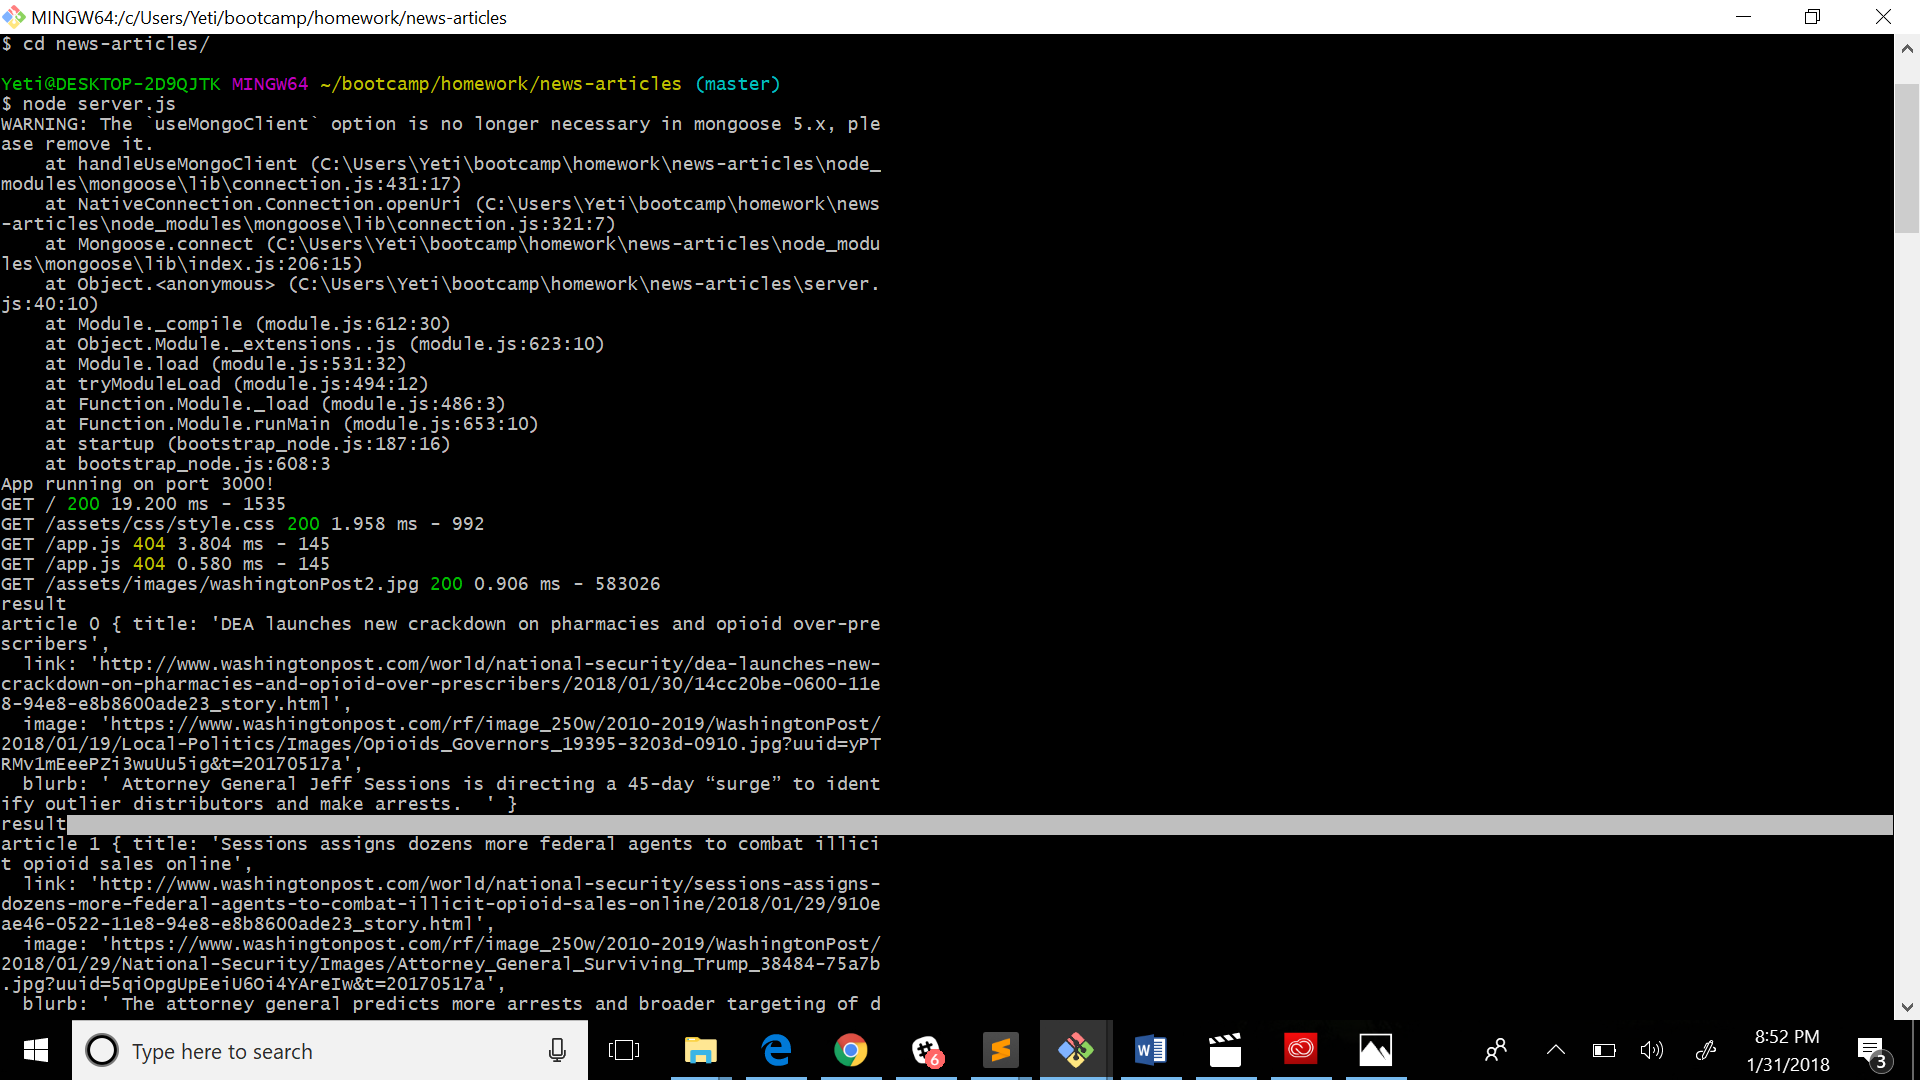 MINGW64:/c/Users/Yeti/bootcamp/homework/news-articles
$ cd news-articles/
Yeti@DESKTOP-2D9QJTK MINGW64 ~/bootcamp/homework/news-articles (master)
$ node server.js
WARNING: The `useMongoClient` option is no longer necessary in mongoose 5.x, ple
ase remove it.
    at handleUseMongoClient (C:\Users\Yeti\bootcamp\homework\news-articles\node_
modules\mongoose\lib\connection.js:431:17)
    at NativeConnection.Connection.openUri (C:\Users\Yeti\bootcamp\homework\news
-articles\node_modules\mongoose\lib\connection.js:321:7)
    at Mongoose.connect (C:\Users\Yeti\bootcamp\homework\news-articles\node_modu
les\mongoose\lib\index.js:206:15)
    at Object.<anonymous> (C:\Users\Yeti\bootcamp\homework\news-articles\server.
js:40:10)
    at Module._compile (module.js:612:30)
    at Object.Module._extensions..js (module.js:623:10)
    at Module.load (module.js:531:32)
    at tryModuleLoad (module.js:494:12)
    at Function.Module._load (module.js:486:3)
    at Function.Module.runMain (module.js:653:10)
    at startup (bootstrap_node.js:187:16)
    at bootstrap_node.js:608:3
App running on port 3000!
GET / 200 19.200 ms - 1535
GET /assets/css/style.css 200 1.958 ms - 992
GET /app.js 404 3.804 ms - 145
GET /app.js 404 0.580 ms - 145
GET /assets/images/washingtonPost2.jpg 200 0.906 ms - 583026
result
article 0 { title: 'DEA launches new crackdown on pharmacies and opioid over-pre
scribers',
  link: 'http://www.washingtonpost.com/world/national-security/dea-launches-new-
crackdown-on-pharmacies-and-opioid-over-prescribers/2018/01/30/14cc20be-0600-11e
8-94e8-e8b8600ade23_story.html',
  image: 'https://www.washingtonpost.com/rf/image_250w/2010-2019/WashingtonPost/
2018/01/19/Local-Politics/Images/Opioids_Governors_19395-3203d-0910.jpg?uuid=yPT
RMv1mEeePZi3wuUu5ig&t=20170517a',
  blurb: ' Attorney General Jeff Sessions is directing a 45-day “surge” to ident
ify outlier distributors and make arrests.  ' }
result
article 1 { title: 'Sessions assigns dozens more federal agents to combat illici
t opioid sales online',
  link: 'http://www.washingtonpost.com/world/national-security/sessions-assigns-
dozens-more-federal-agents-to-combat-illicit-opioid-sales-online/2018/01/29/910e
ae46-0522-11e8-94e8-e8b8600ade23_story.html',
  image: 'https://www.washingtonpost.com/rf/image_250w/2010-2019/WashingtonPost/
2018/01/29/National-Security/Images/Attorney_General_Surviving_Trump_38484-75a7b
.jpg?uuid=5qiOpgUpEeiU6Oi4YAreIw&t=20170517a',
  blurb: ' The attorney general predicts more arrests and broader targeting of d
Type here to search
6
8:52 PM
1/31/2018
3